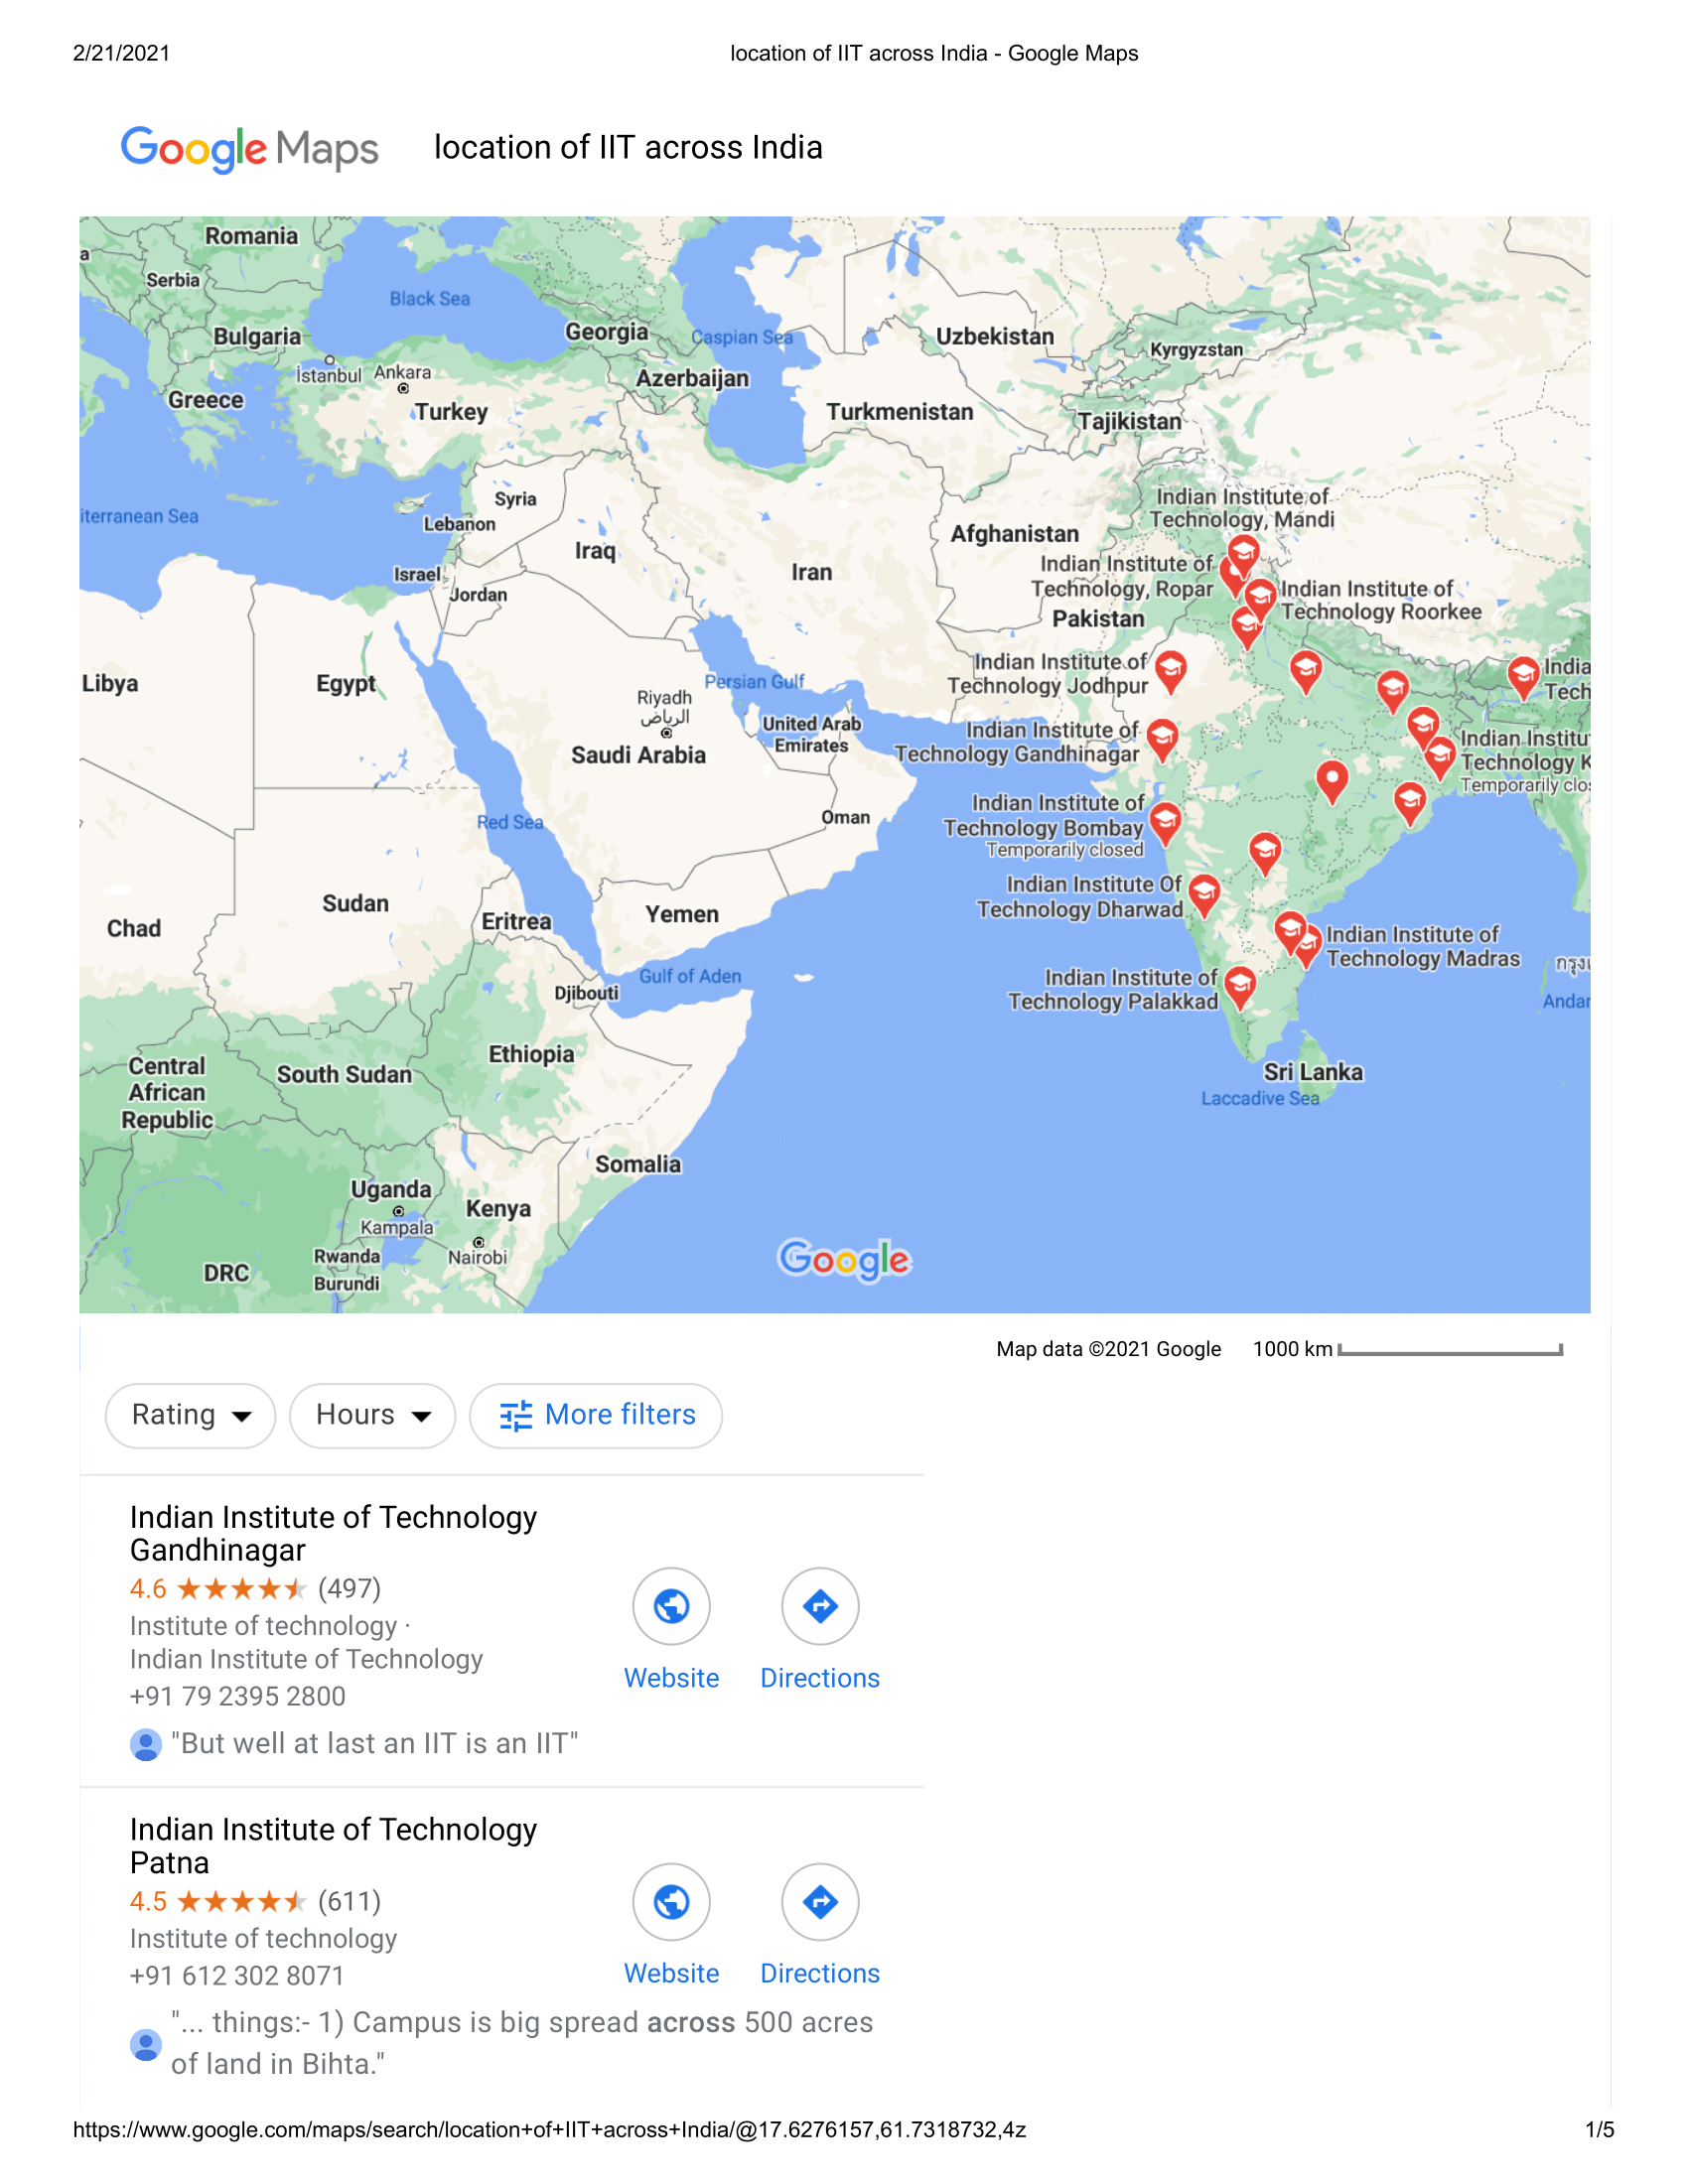 2/21/2021
location of IIT across India - Google Maps
Google Maps
location of IIT across India
Romania
a
Serbia
Black Sea
Bulgaria
Georgia
Caspian Sea
Uzbekistan
Kyrgyzstan
İstanbul
Ankara
Azerbaijan
Greece
Turkey
Turkmenistan
Tajikistan
Syria
Indian Institute of
Technology, Mandi
iterranean Sea
Lebanon
Afghanistan
Iraq
Iran
Indian Institute of
Technology, Ropar
Israel
Jordan
Indian Institute of
Technology Roorkee
Pakistan
Libya
Egypt
Persian Gulf
Indian Institute of
Technology Jodhpur
India
Tech
Riyadh
الرياض
United Arab
Emirates
Saudi Arabia
Indian Institute of
Technology Gandhinagar
Indian Institu
Technology K
Temporarily clo
Red Sea
Oman
Indian Institute of
Technology Bombay
Temporarily closed
Sudan
Chad
Eritrea
Yemen
Indian Institute Of
Technology Dharwad
Indian Institute of
Technology Madras
Gulf of Aden
Djibouti
Indian Institute of
Technology Palakkad
Andar
Ethiopia
Central
African
Republic
South Sudan
Sri Lanka
Laccadive Sea
Somalia
Uganda
Kampala
Kenya
Nairobi
Rwanda
Burundi
DRC
Google
Map data ©2021 Google
1000 km
Rating
Hours
More filters
Indian Institute of Technology
Gandhinagar
4.6 ★★★★★ (497)
Institute of technology ·
Indian Institute of Technology
+91 79 2395 2800
Website
Directions
"But well at last an IIT is an IIT"
Indian Institute of Technology
Patna
4.5 ★★★★★ (611)
Institute of technology
+91 612 302 8071
Website
Directions
"... things:- 1) Campus is big spread across 500 acres
of land in Bihta."
https://www.google.com/maps/search/location+of+IIT+across+India/@17.6276157,61.7318732,4z
1/5